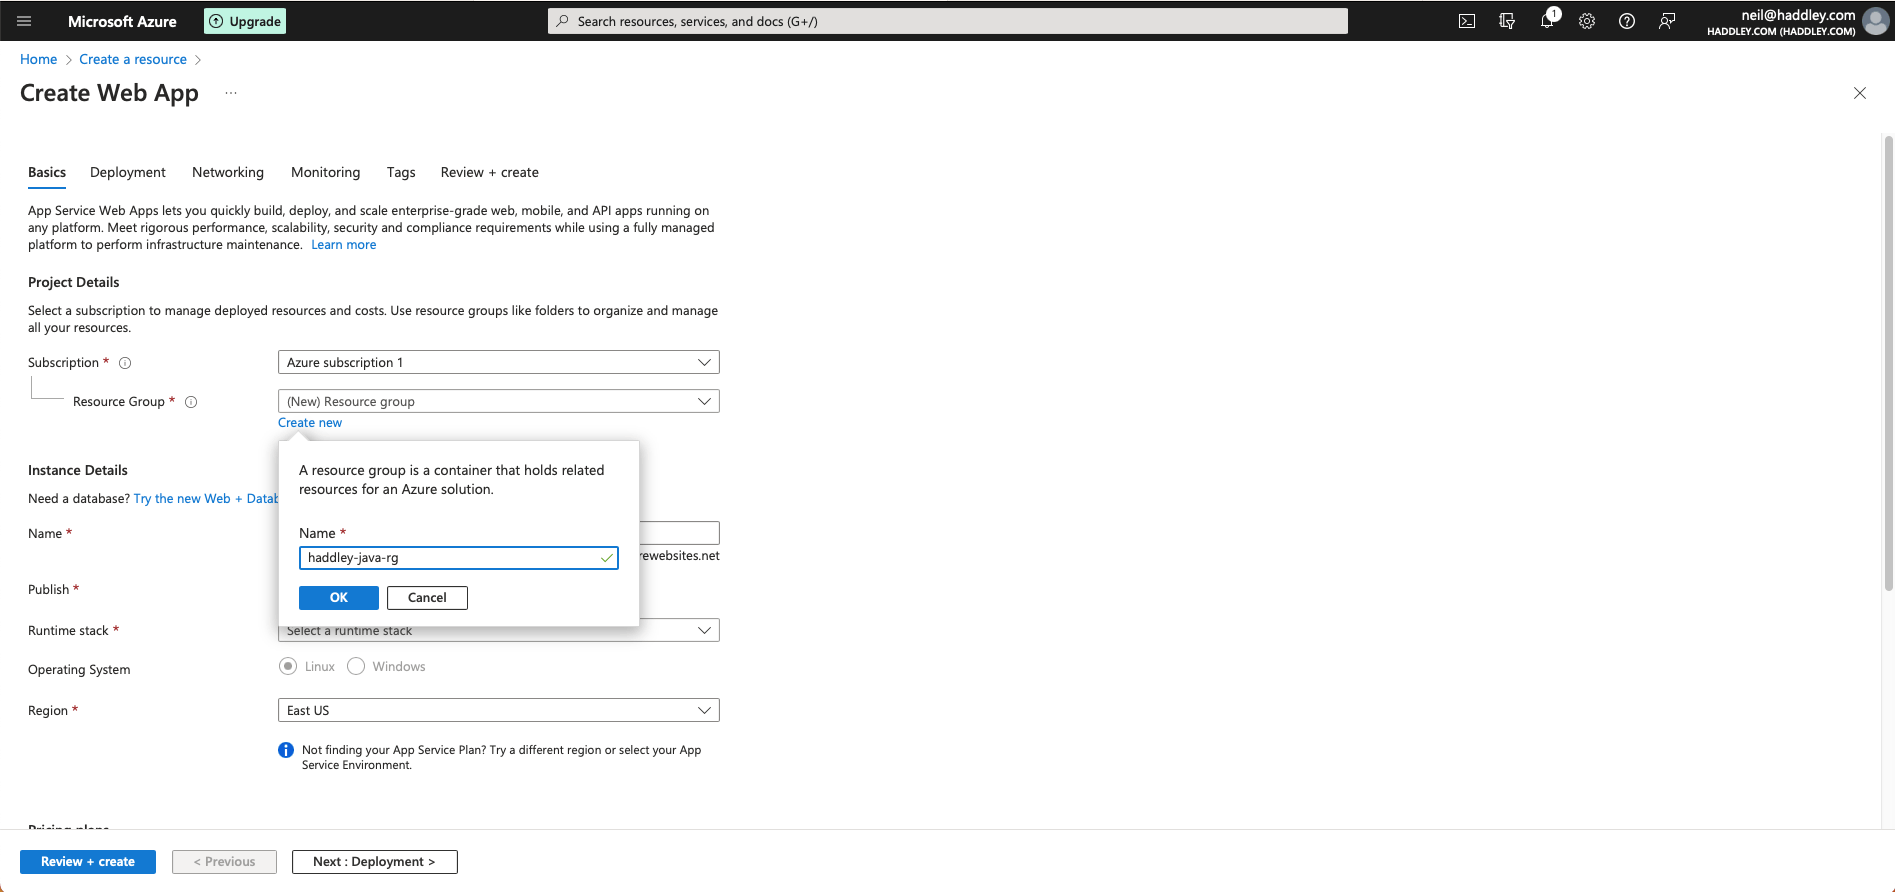 Microsoft Azure
Upgrade
Search resources, services, and docs (G+/)
1
neil@haddley.com
HADDLEY.COM (HADDLEY.COM)
Home > Create a resource >
Create Web App ...
Basics Deployment Networking Monitoring Tags Review + create
App Service Web Apps lets you quickly build, deploy, and scale enterprise-grade web, mobile, and API apps running on
any platform. Meet rigorous performance, scalability, security and compliance requirements while using a fully managed
platform to perform infrastructure maintenance. Learn more
Project Details
Select a subscription to manage deployed resources and costs. Use resource groups like folders to organize and manage
all your resources.
Subscription *
Azure subscription 1
Resource Group *
(New) Resource group
Create new
A resource group is a container that holds related
resources for an Azure solution.
Name *
haddley-java-rg
OK
Cancel
Instance Details
Need a database? Try the new Web + Datab
Name *
rewebsites.net
Publish *
Runtime stack *
Select a runtime stack
Operating System
Linux Windows
Region *
East US
Not finding your App Service Plan? Try a different region or select your App
Service Environment.
Pricing plans
Review + create
< Previous
Next : Deployment >